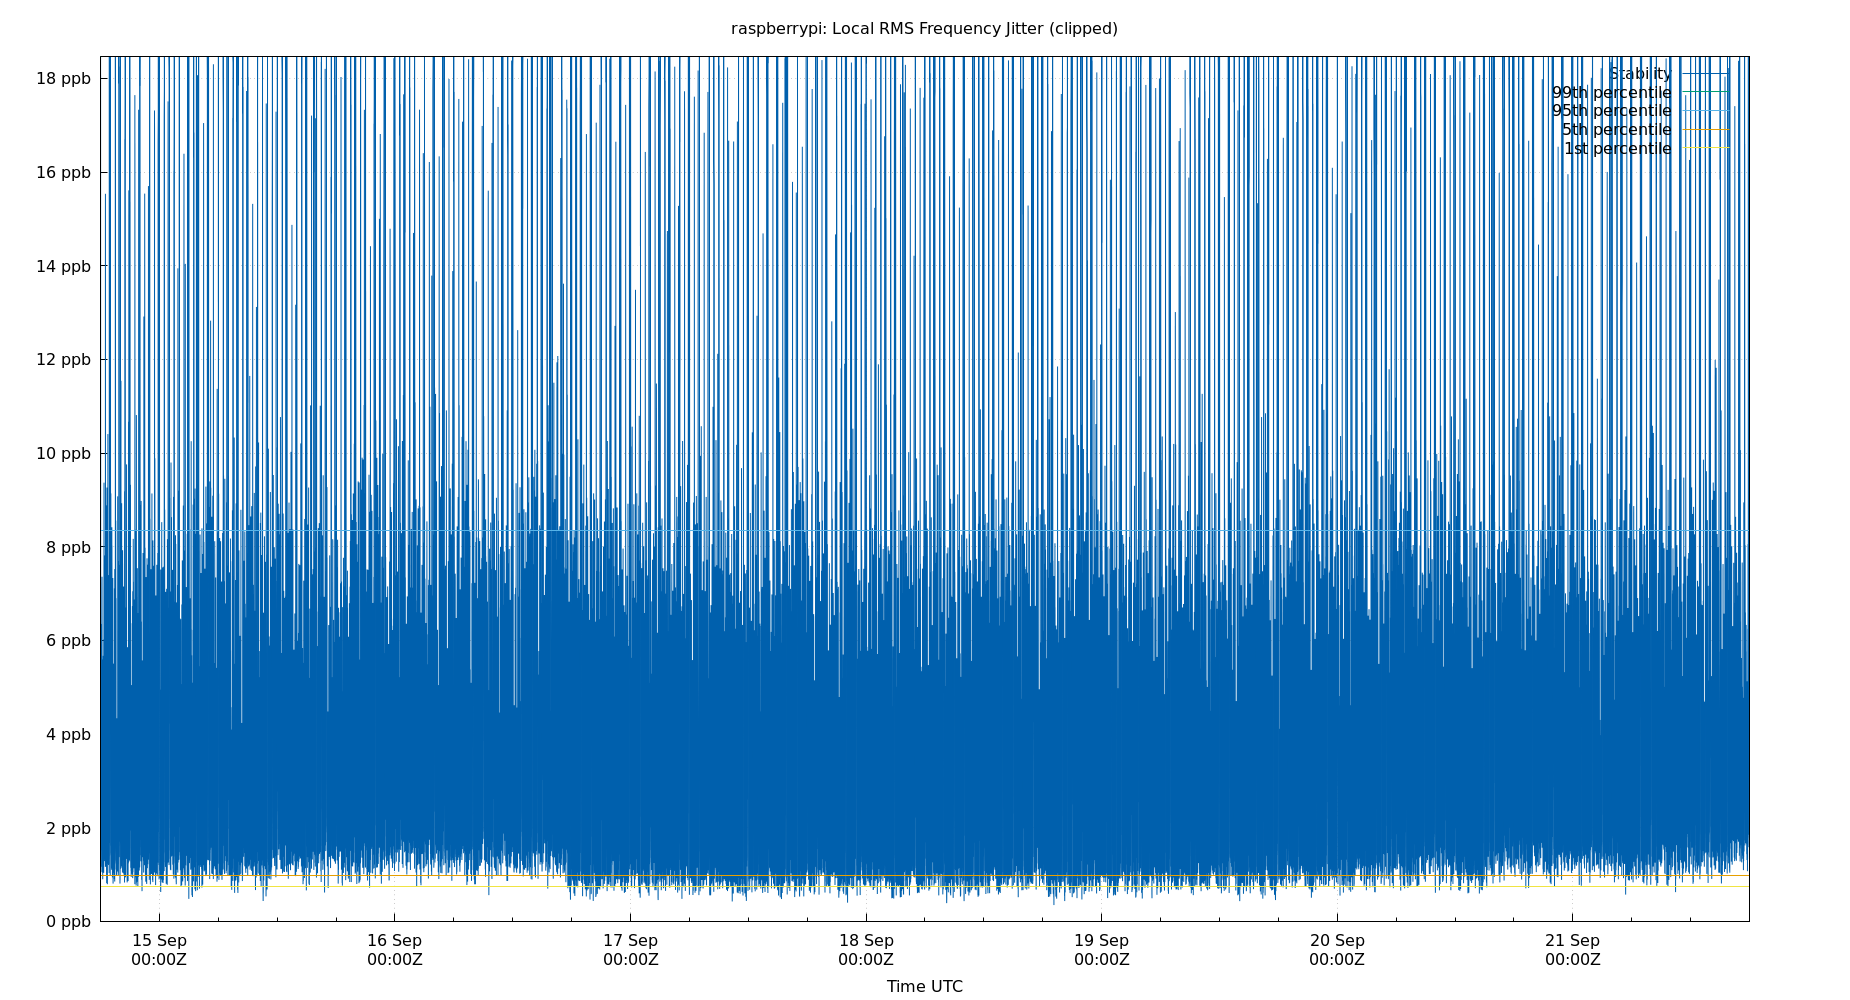 raspberrypi: Local RMS Frequency Jitter (clipped)
18 ppb
16 ppb
14 ppb
12 ppb
10 ppb
8 ppb
6 ppb
4 ppb
2 ppb
0 ppb
Stability
99th percentile
95th percentile
5th percentile
1st percentile
15 Sep 16 Sep 17 Sep 18 Sep 19 Sep 20 Sep 21 Sep
00:00Z 00:00Z 00:00Z 00:00Z 00:00Z 00:00Z 00:00Z
Time UTC